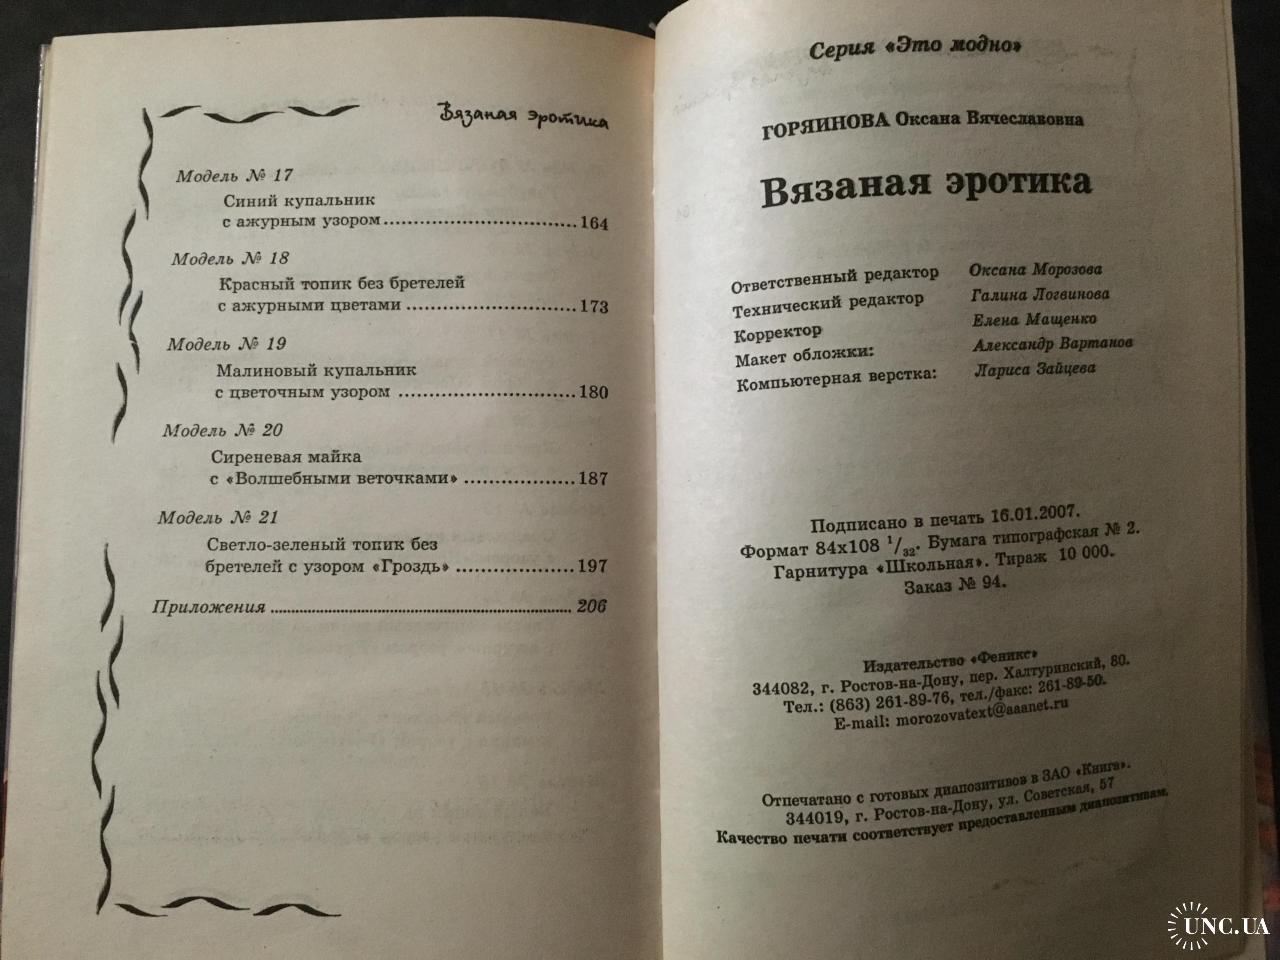 Вязаная эротика
Модель № 17
Синий купальник
с ажурным узором.................................164
Модель № 18
Красный топик без бретелей
с ажурными цветами.............................173
Модель № 19
Малиновый купальник
с цветочным узором..............................180
Модель № 20
Сиреневая майка
с «Волшебными веточками»...................187
Модель № 21
Светло-зеленый топик без
бретелей с узором «Гроздь»....................197
Приложения..................................................206
Серия «Это модно»
ГОРЯИНОВА Оксана Вячеславовна
Вязаная эротика
Ответственный редактор Оксана Морозова
Технический редактор Галина Логвинова
Корректор Елена Мащенко
Макет обложки: Александр Вартанов
Компьютерная верстка: Лариса Зайцева
Подписано в печать 16.01.2007.
Формат 84x108 1/32. Бумага типографская № 2.
Гарнитура «Школьная». Тираж 10 000.
Заказ № 94.
Издательство «Феникс»
344082, г. Ростов-на-Дону, пер. Халтуринский, 80.
Тел.: (863) 261-89-76, тел./факс: 261-89-50.
E-mail: morozovatext@aaanet.ru
Отпечатано с готовых диапозитивов в ЗАО «Книга».
344019, г. Ростов-на-Дону, ул. Советская, 57
Качество печати соответствует предоставленным диапозитивам.
UNC.UA